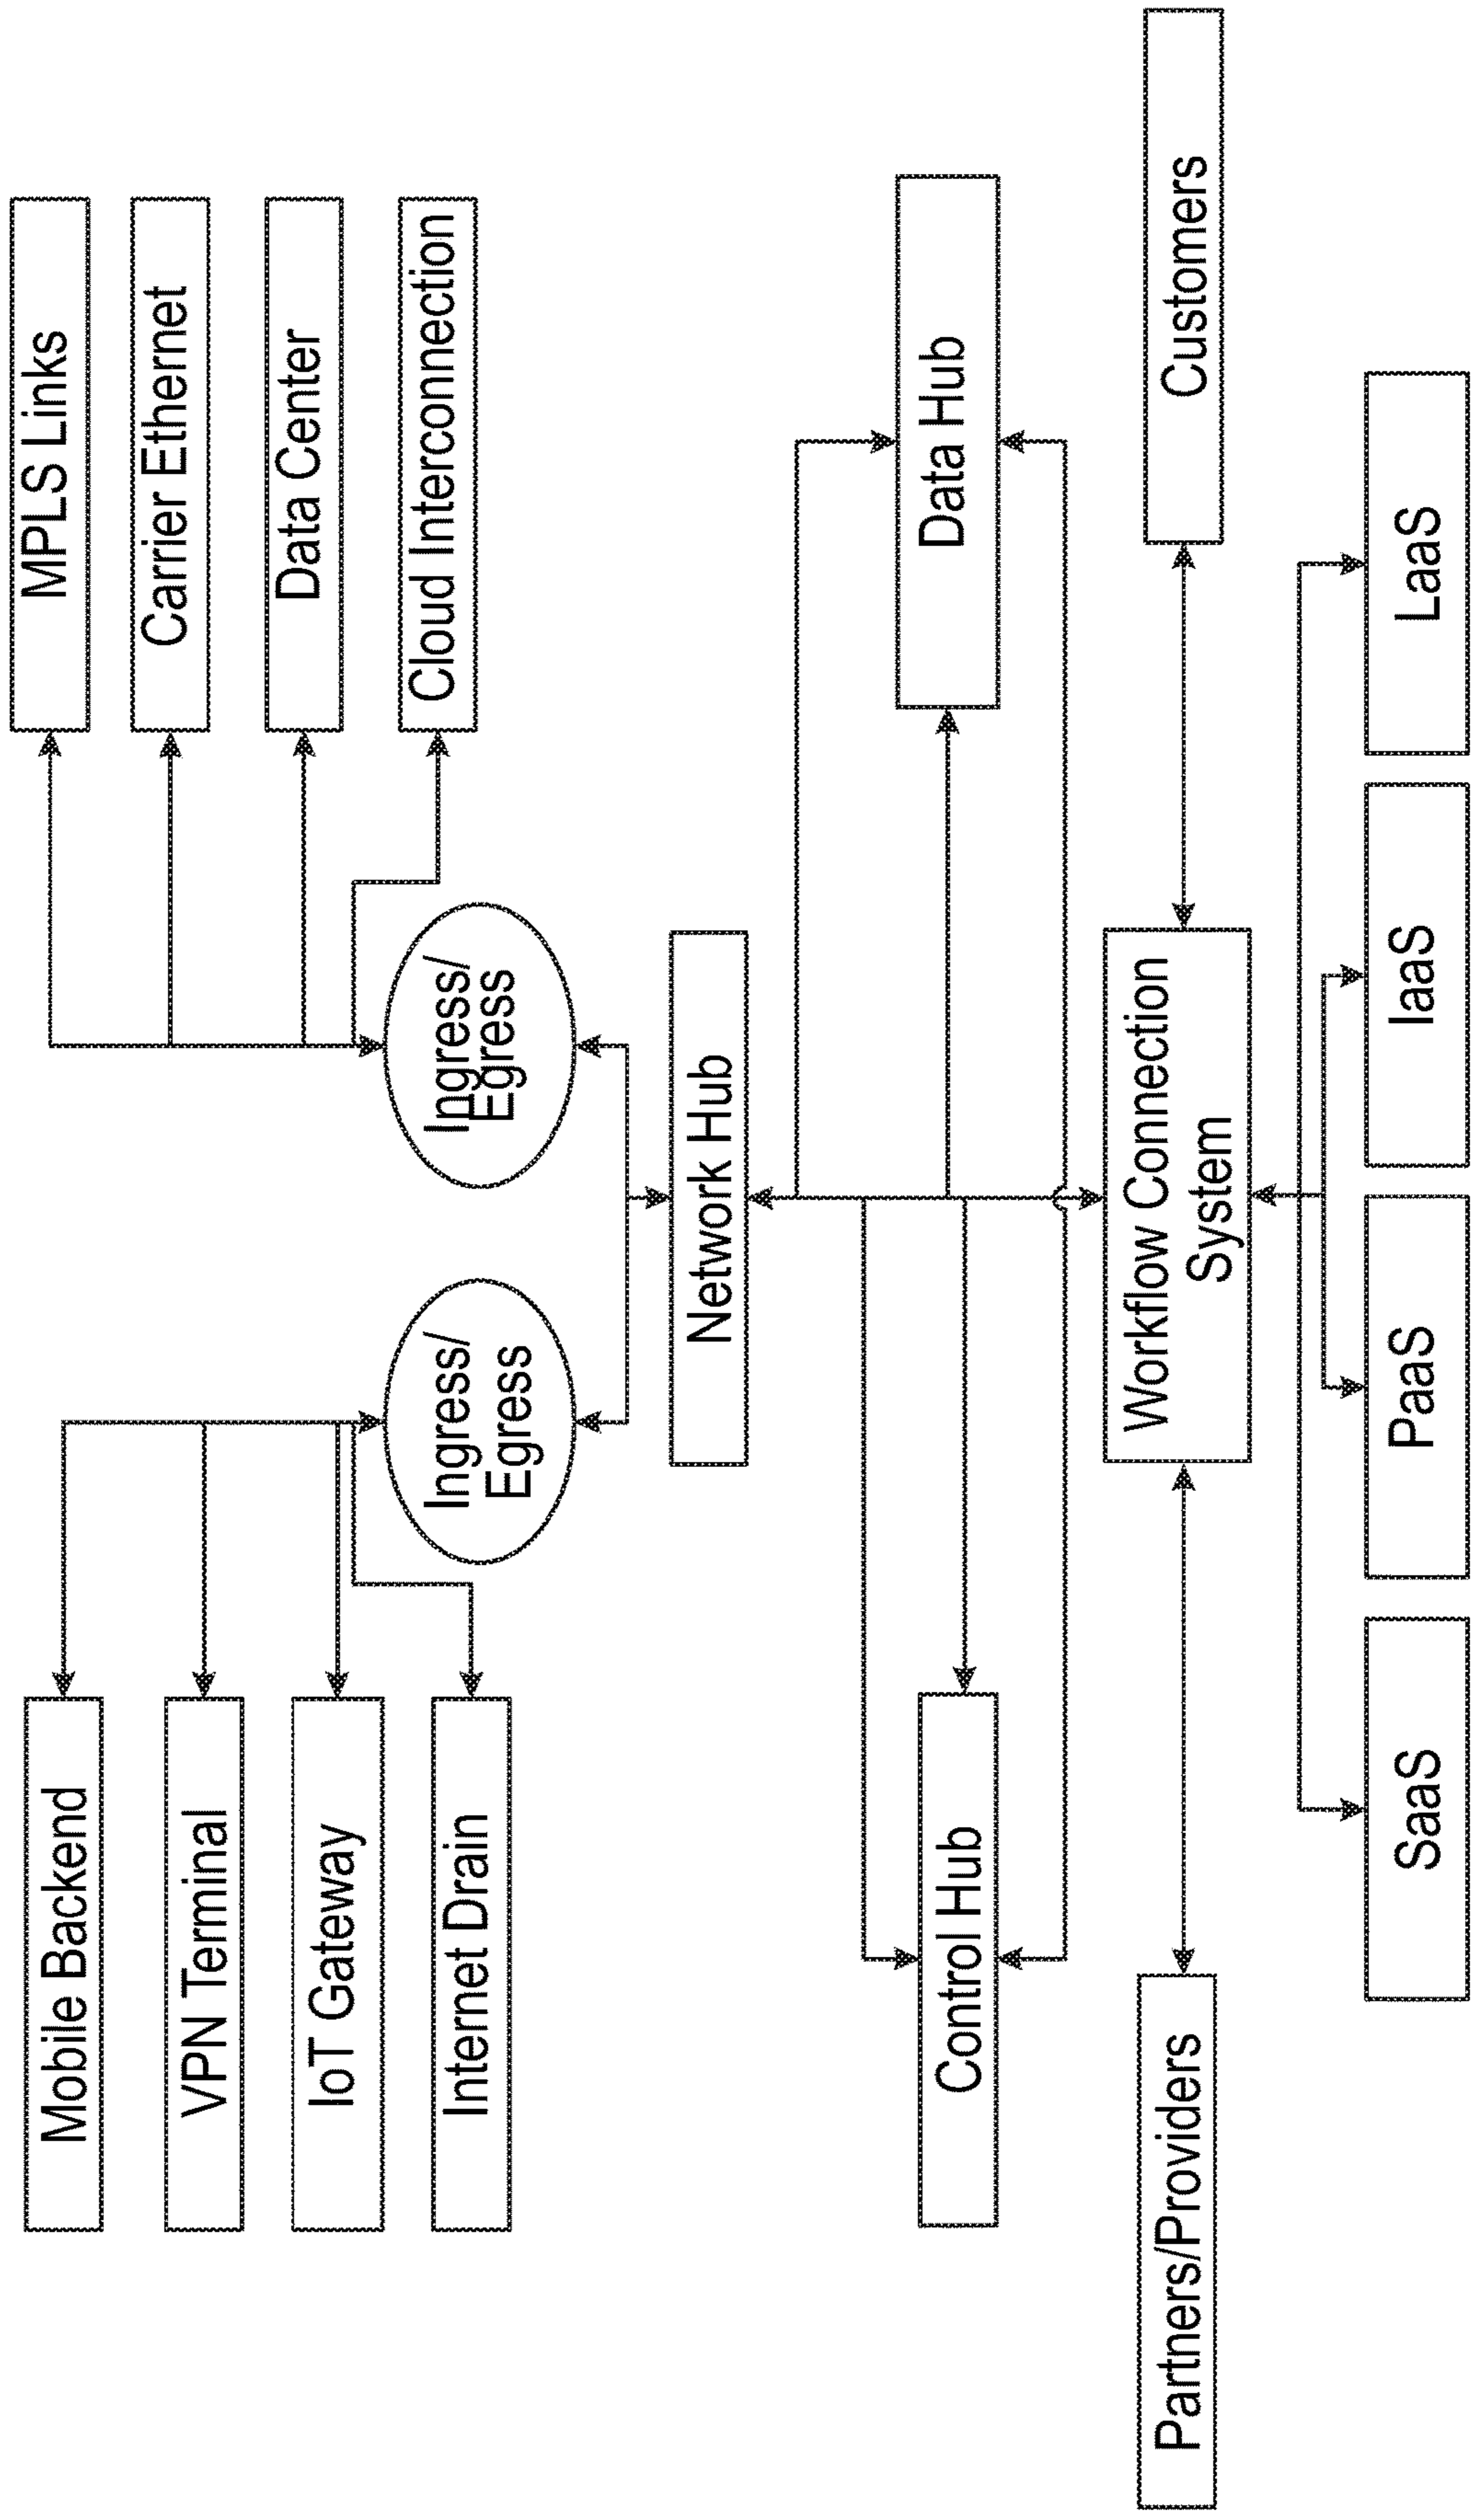 Mobile Backend
MPLS Links
VPN Terminal
Carrier Ethernet
IoT Gateway
Data Center
Internet Drain
Cloud Interconnection
Ingress/
Egress
Ingress/
Egress
Network Hub
Control Hub
Data Hub
Partners/Providers
Workflow Connection
System
Customers
SaaS
PaaS
IaaS
LaaS